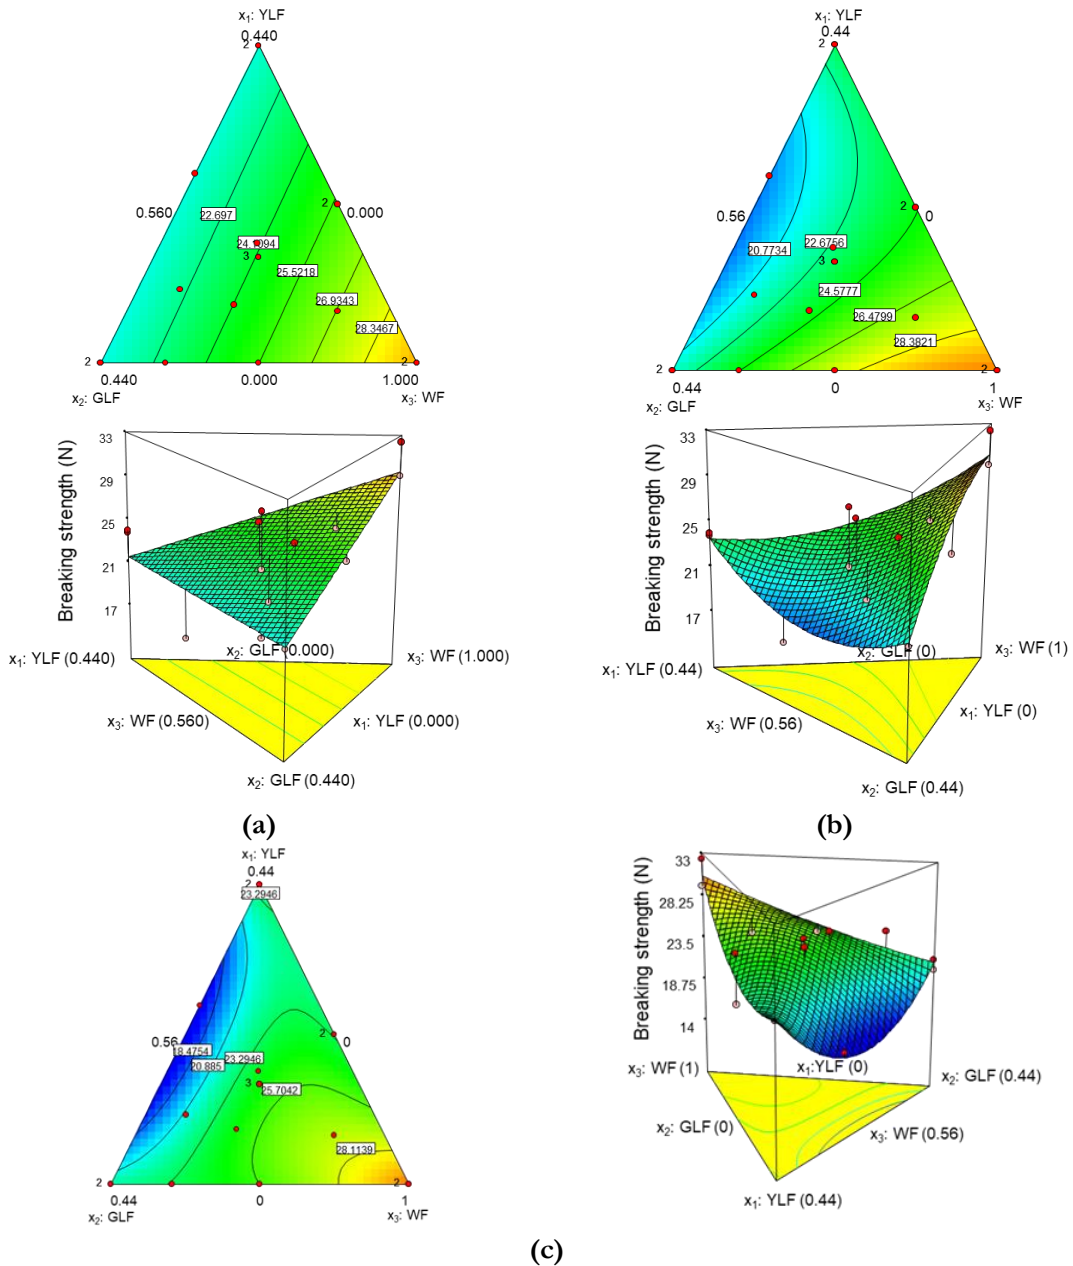 x₁: YLF
0.440
2
0.560
22.697
2
0.000
24.1094
3
25.5218
26.9343
28.3467
2
2
0.440
0.000
1.000
x₂: GLF
x₃: WF
x₁: YLF
0.44
2
0.56
20.7734
2
0
22.6756
3
24.5777
26.4799
28.3821
2
2
0.44
0
1
x₂: GLF
x₃: WF
Breaking strength (N)
33
29
25
21
17
x₁: YLF (0.440)
x₂: GLF (0.000)
x₃: WF (1.000)
x₃: WF (0.560)
x₁: YLF (0.000)
x₂: GLF (0.440)
(a)
Breaking strength (N)
33
29
25
21
17
x₁: YLF (0.44)
x₂: GLF (0)
x₃: WF (1)
x₃: WF (0.56)
x₁: YLF (0)
x₂: GLF (0.44)
(b)
x₁: YLF
0.44
2
23.2946
0.56
18.4754
20.885
23.2946
2
0
3
25.7042
28.1139
2
2
0.44
0
1
x₂: GLF
x₃: WF
Breaking strength (N)
33
28.25
23.5
18.75
14
x₃: WF (1)
x₁:YLF (0)
x₂: GLF (0.44)
x₂: GLF (0)
x₃: WF (0.56)
x₁: YLF (0.44)
(c)